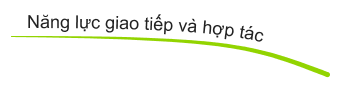 Năng lực giao tiếp và hợp tác